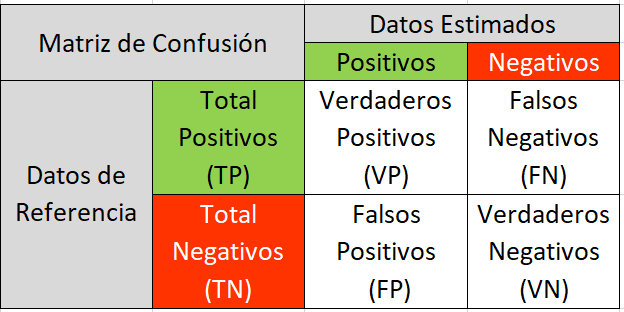 Matriz de Confusión
Datos Estimados
Positivos
Negativos
Datos de
Referencia
Total
Positivos
(TP)
Verdaderos
Positivos
(VP)
Falsos
Negativos
(FN)
Total
Negativos
(TN)
Falsos
Positivos
(FP)
Verdaderos
Negativos
(VN)